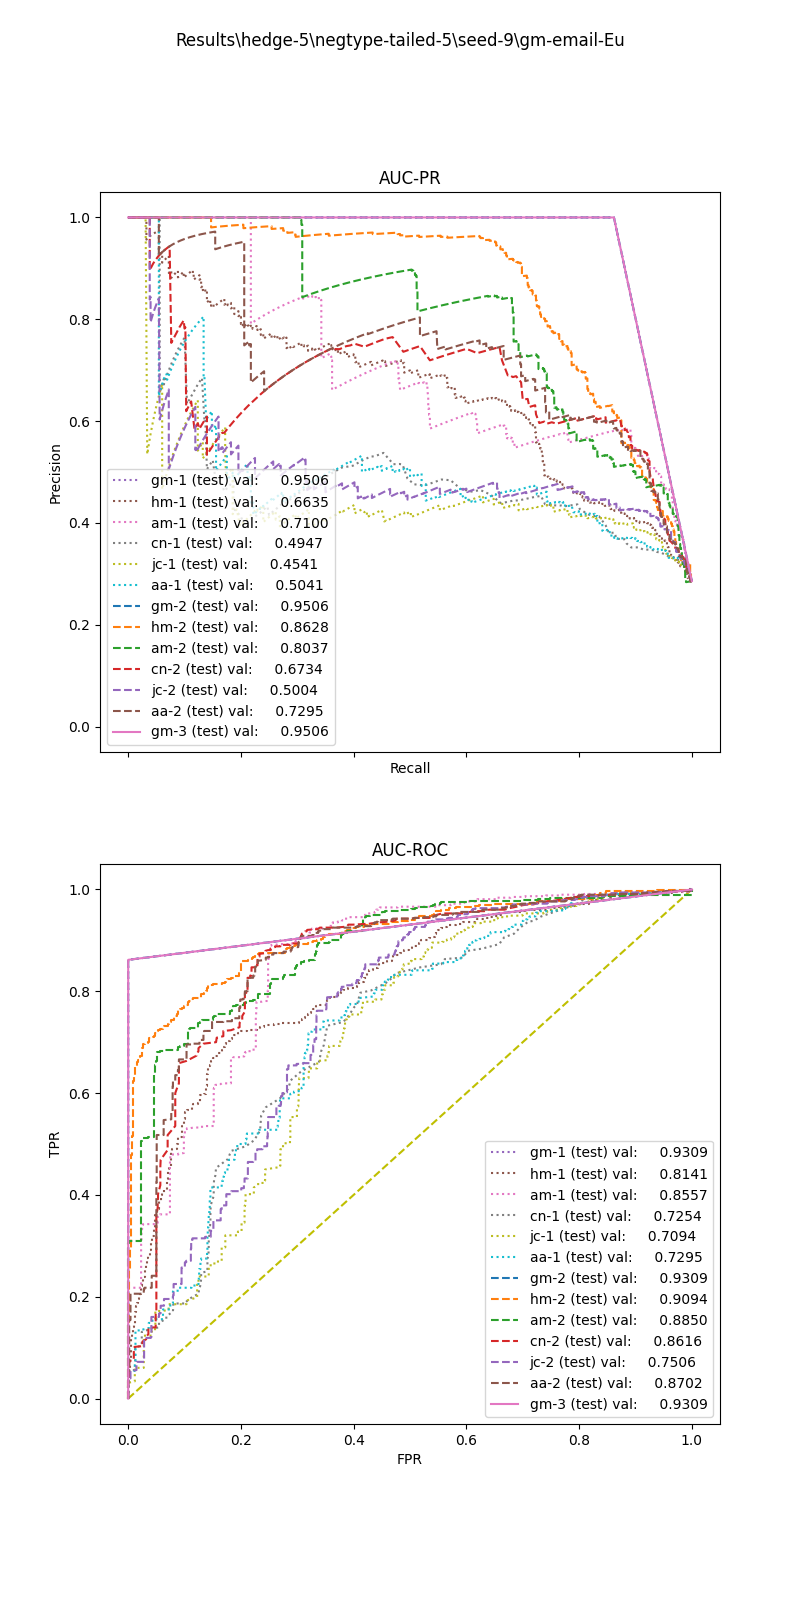 Results\hedge-5\negtype-tailed-5\seed-9\gm-email-Eu
AUC-PR
1.0
0.8
0.6
0.4
0.2
0.0
Precision
gm-1 (test) val: 0.9506
hm-1 (test) val: 0.6635
am-1 (test) val: 0.7100
cn-1 (test) val: 0.4947
jc-1 (test) val: 0.4541
aa-1 (test) val: 0.5041
gm-2 (test) val: 0.9506
hm-2 (test) val: 0.8628
am-2 (test) val: 0.8037
cn-2 (test) val: 0.6734
jc-2 (test) val: 0.5004
aa-2 (test) val: 0.7295
gm-3 (test) val: 0.9506
Recall
AUC-ROC
1.0
0.8
0.6
0.4
0.2
0.0
TPR
gm-1 (test) val: 0.9309
hm-1 (test) val: 0.8141
am-1 (test) val: 0.8557
cn-1 (test) val: 0.7254
jc-1 (test) val: 0.7094
aa-1 (test) val: 0.7295
gm-2 (test) val: 0.9309
hm-2 (test) val: 0.9094
am-2 (test) val: 0.8850
cn-2 (test) val: 0.8616
jc-2 (test) val: 0.7506
aa-2 (test) val: 0.8702
gm-3 (test) val: 0.9309
0.0 0.2 0.4 0.6 0.8 1.0
FPR